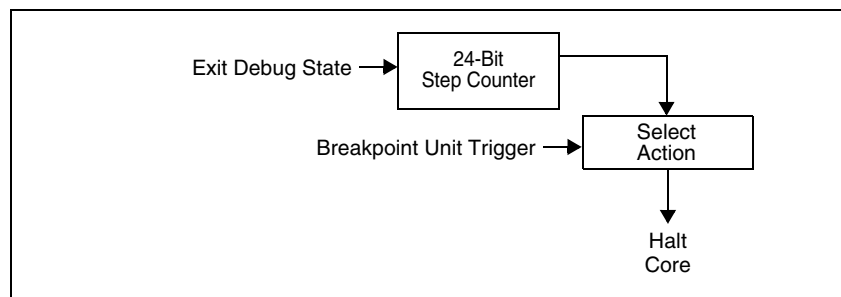 Exit Debug State
24-Bit
Step Counter
Breakpoint Unit Trigger
Select
Action
Halt
Core